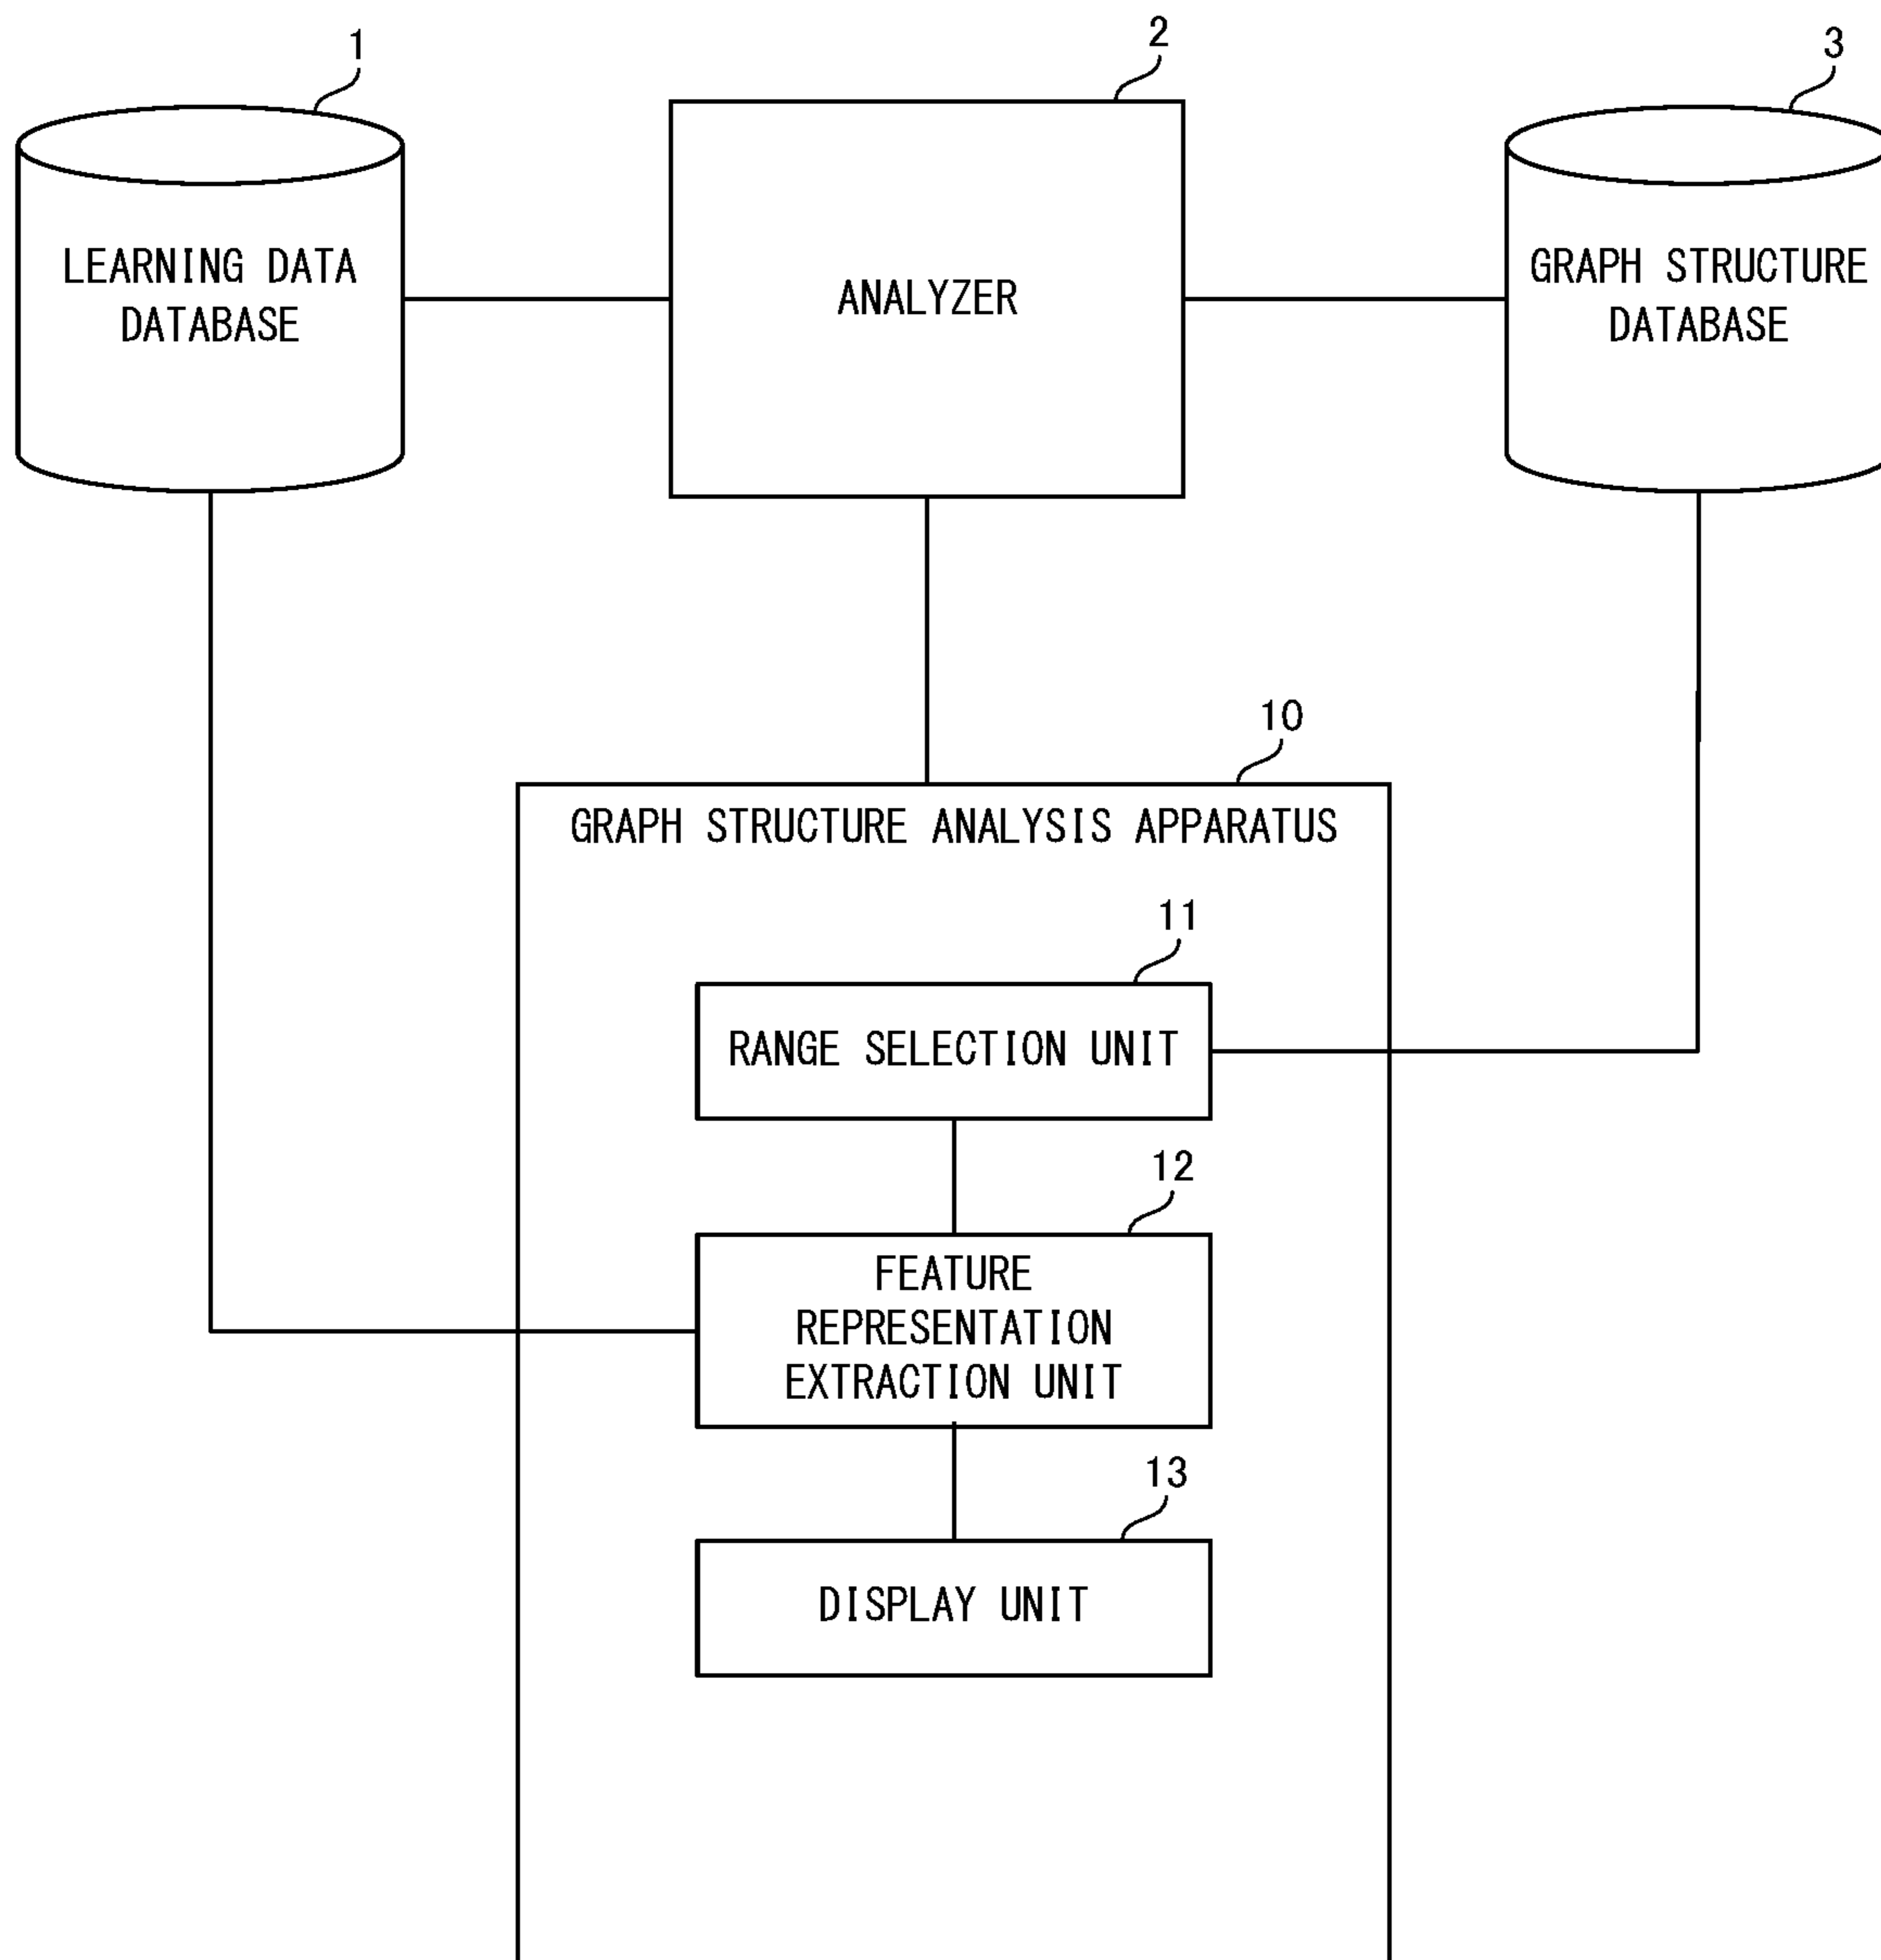 1
2
3
LEARNING DATA
DATABASE
ANALYZER
GRAPH STRUCTURE
DATABASE
10
GRAPH STRUCTURE ANALYSIS APPARATUS
11
RANGE SELECTION UNIT
12
FEATURE
REPRESENTATION
EXTRACTION UNIT
13
DISPLAY UNIT